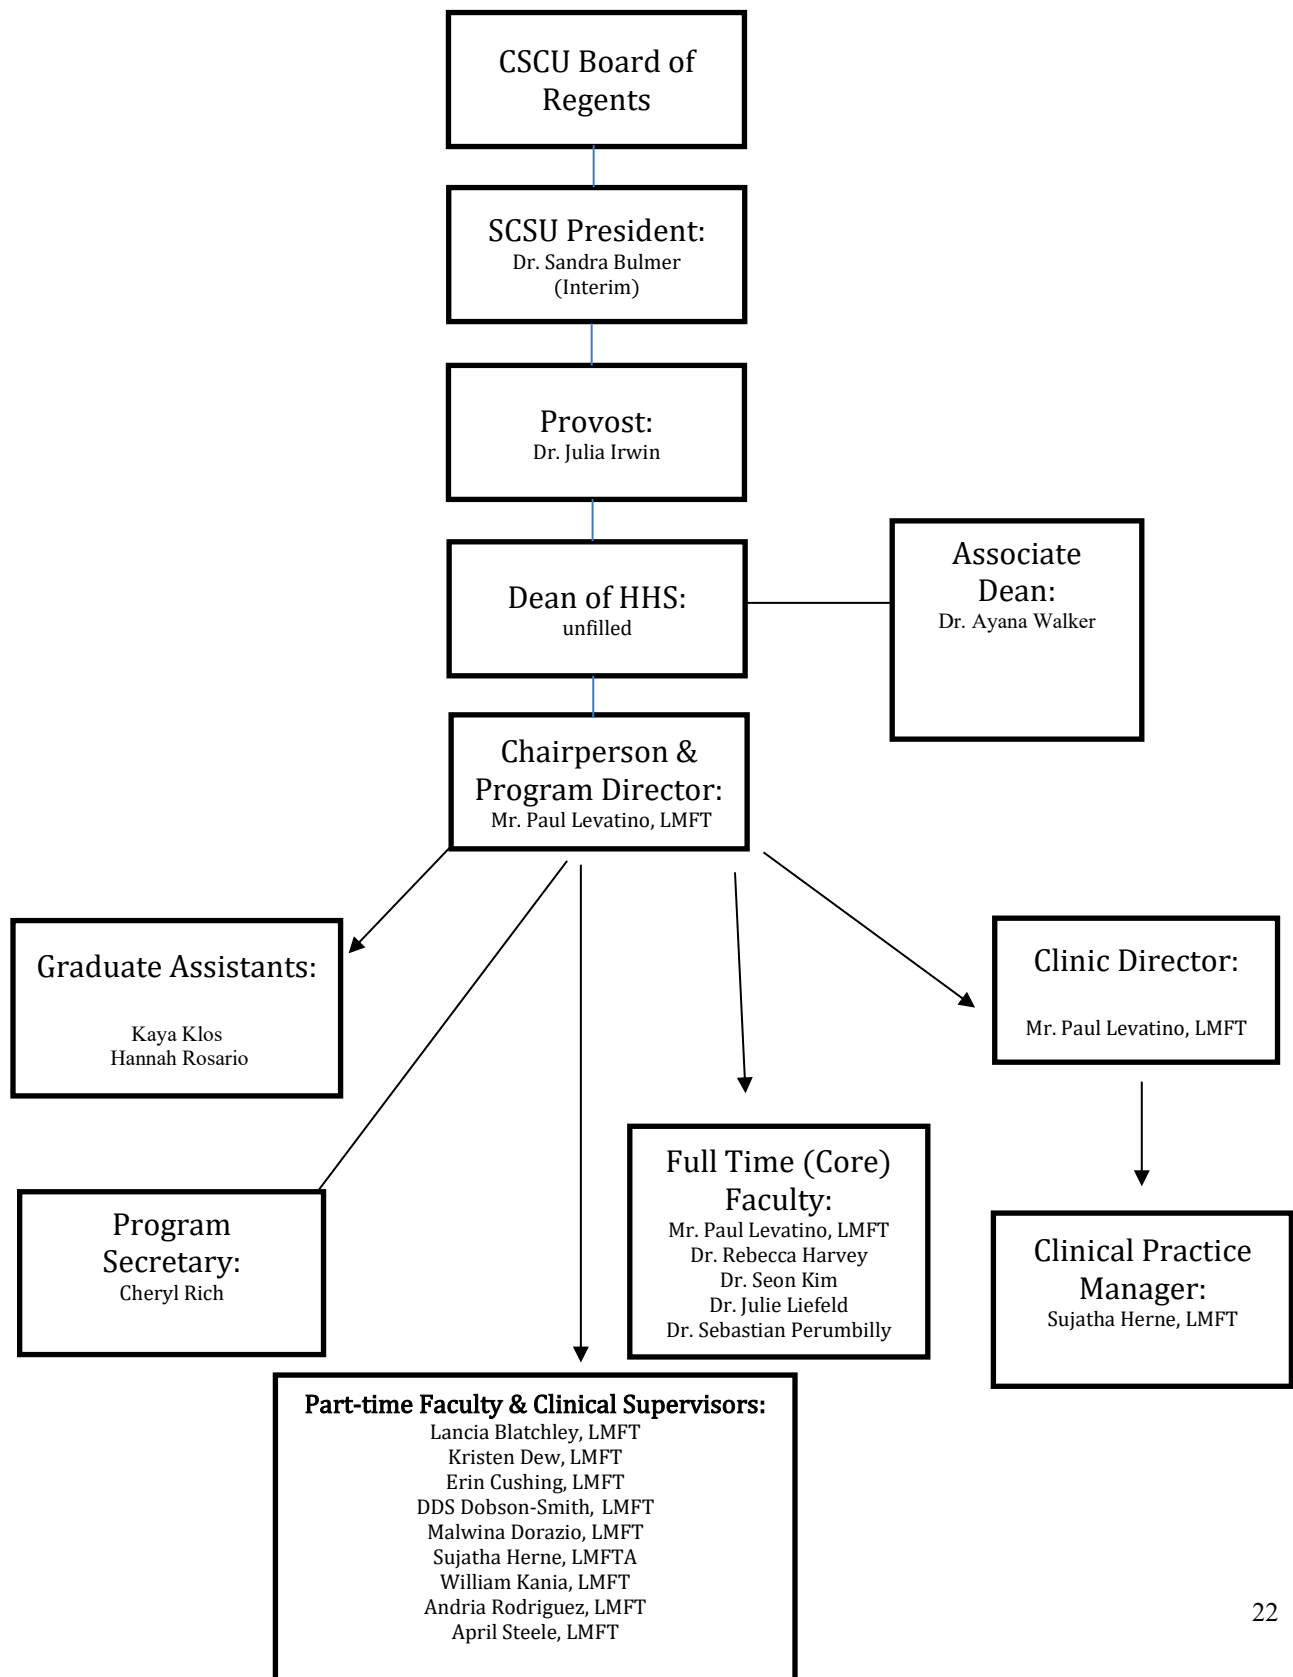 CSCU Board of
Regents
SCSU President:
Dr. Sandra Bulmer
(Interim)
Provost:
Dr. Julia Irwin
Dean of HHS:
unfilled
Associate
Dean:
Dr. Ayana Walker
Chairperson &
Program Director:
Mr. Paul Levatino, LMFT
Graduate Assistants:
Kaya Klos
Hannah Rosario
Clinic Director:
Mr. Paul Levatino, LMFT
Program
Secretary:
Cheryl Rich
Full Time (Core)
Faculty:
Mr. Paul Levatino, LMFT
Dr. Rebecca Harvey
Dr. Seon Kim
Dr. Julie Liefeld
Dr. Sebastian Perumbilly
Clinical Practice
Manager:
Sujatha Herne, LMFT
Part-time Faculty & Clinical Supervisors:
Lancia Blatchley, LMFT
Kristen Dew, LMFT
Erin Cushing, LMFT
DDS Dobson-Smith, LMFT
Malwina Dorazio, LMFT
Sujatha Herne, LMFTA
William Kania, LMFT
Andria Rodriguez, LMFT
April Steele, LMFT
22